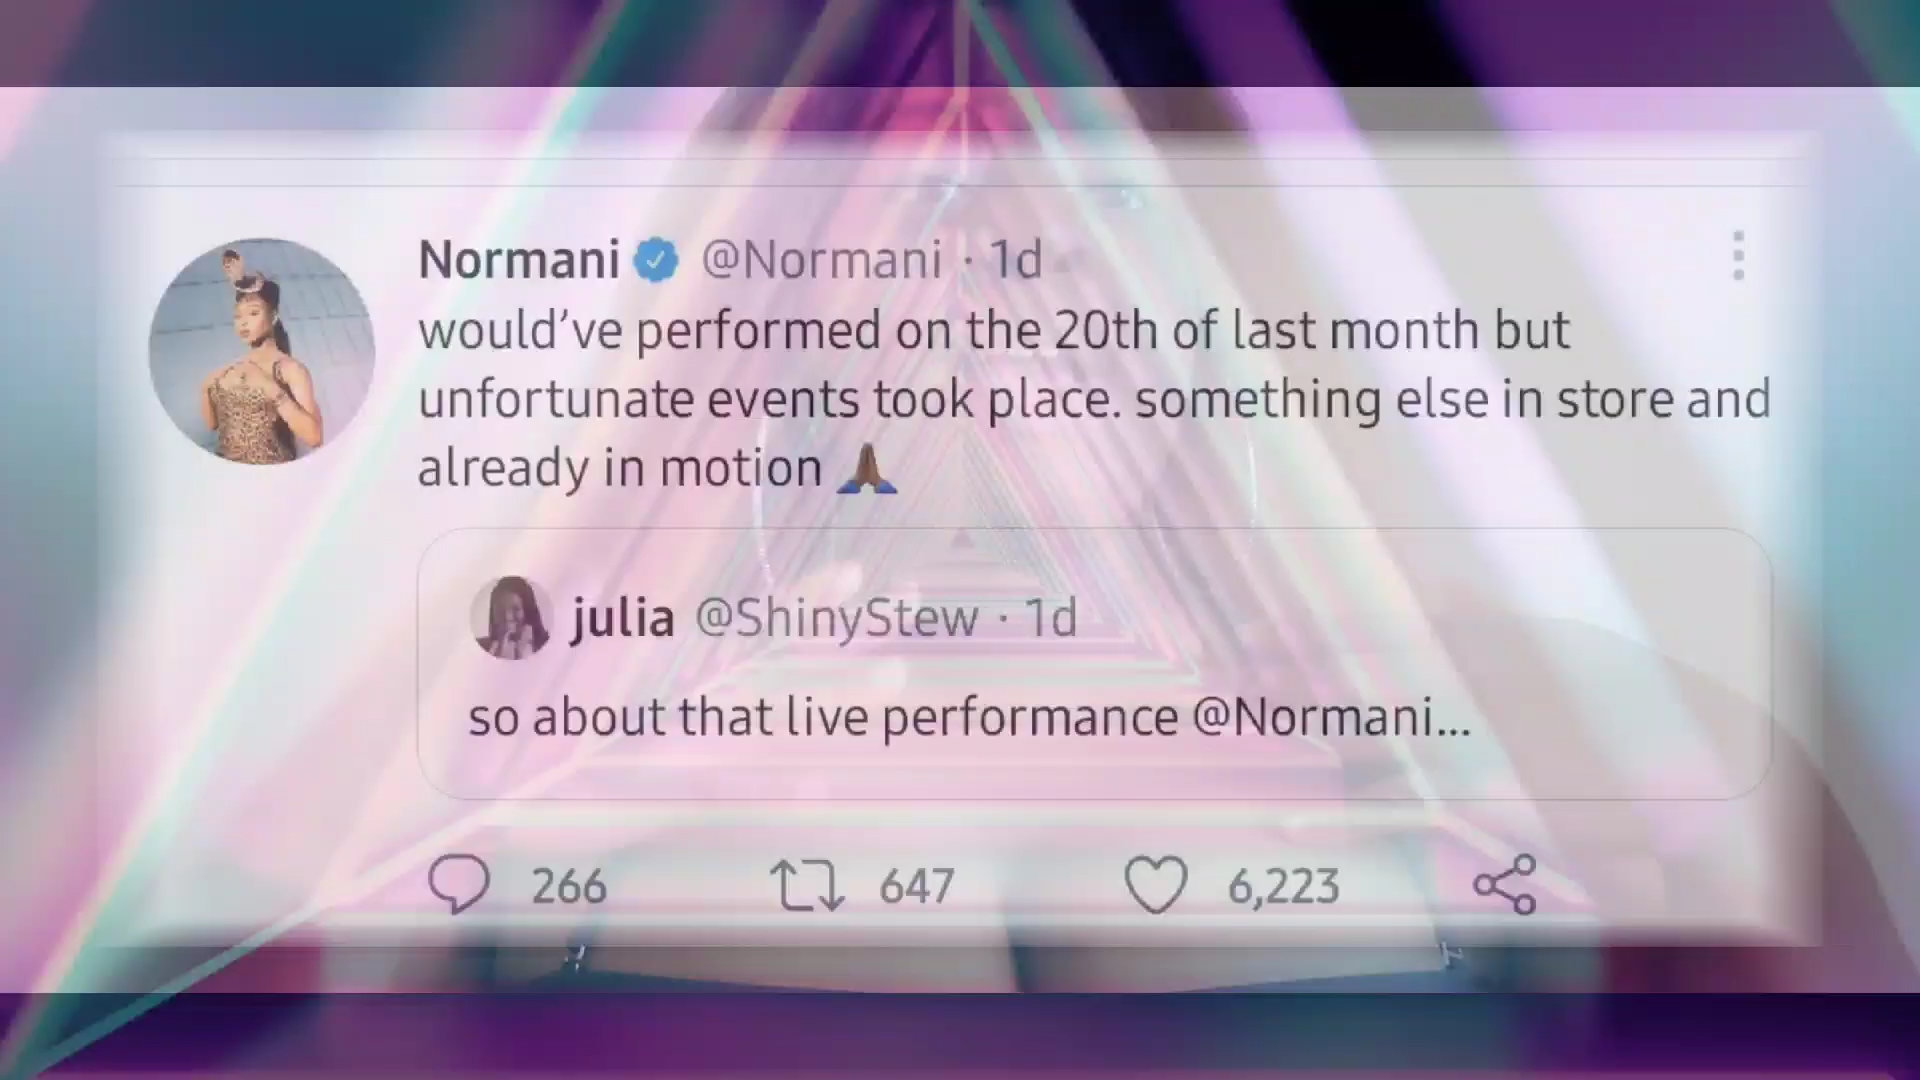 Normani @Normani · 1d
would’ve performed on the 20th of last month but
unfortunate events took place. something else in store and
already in motion 🙏🏾
julia @ShinyStew · 1d
so about that live performance @Normani...
266 647 6,223